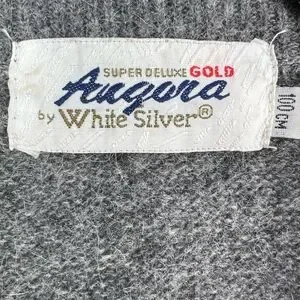 SUPER DELUXE GOLD
Angora
by White Silver®
100CM